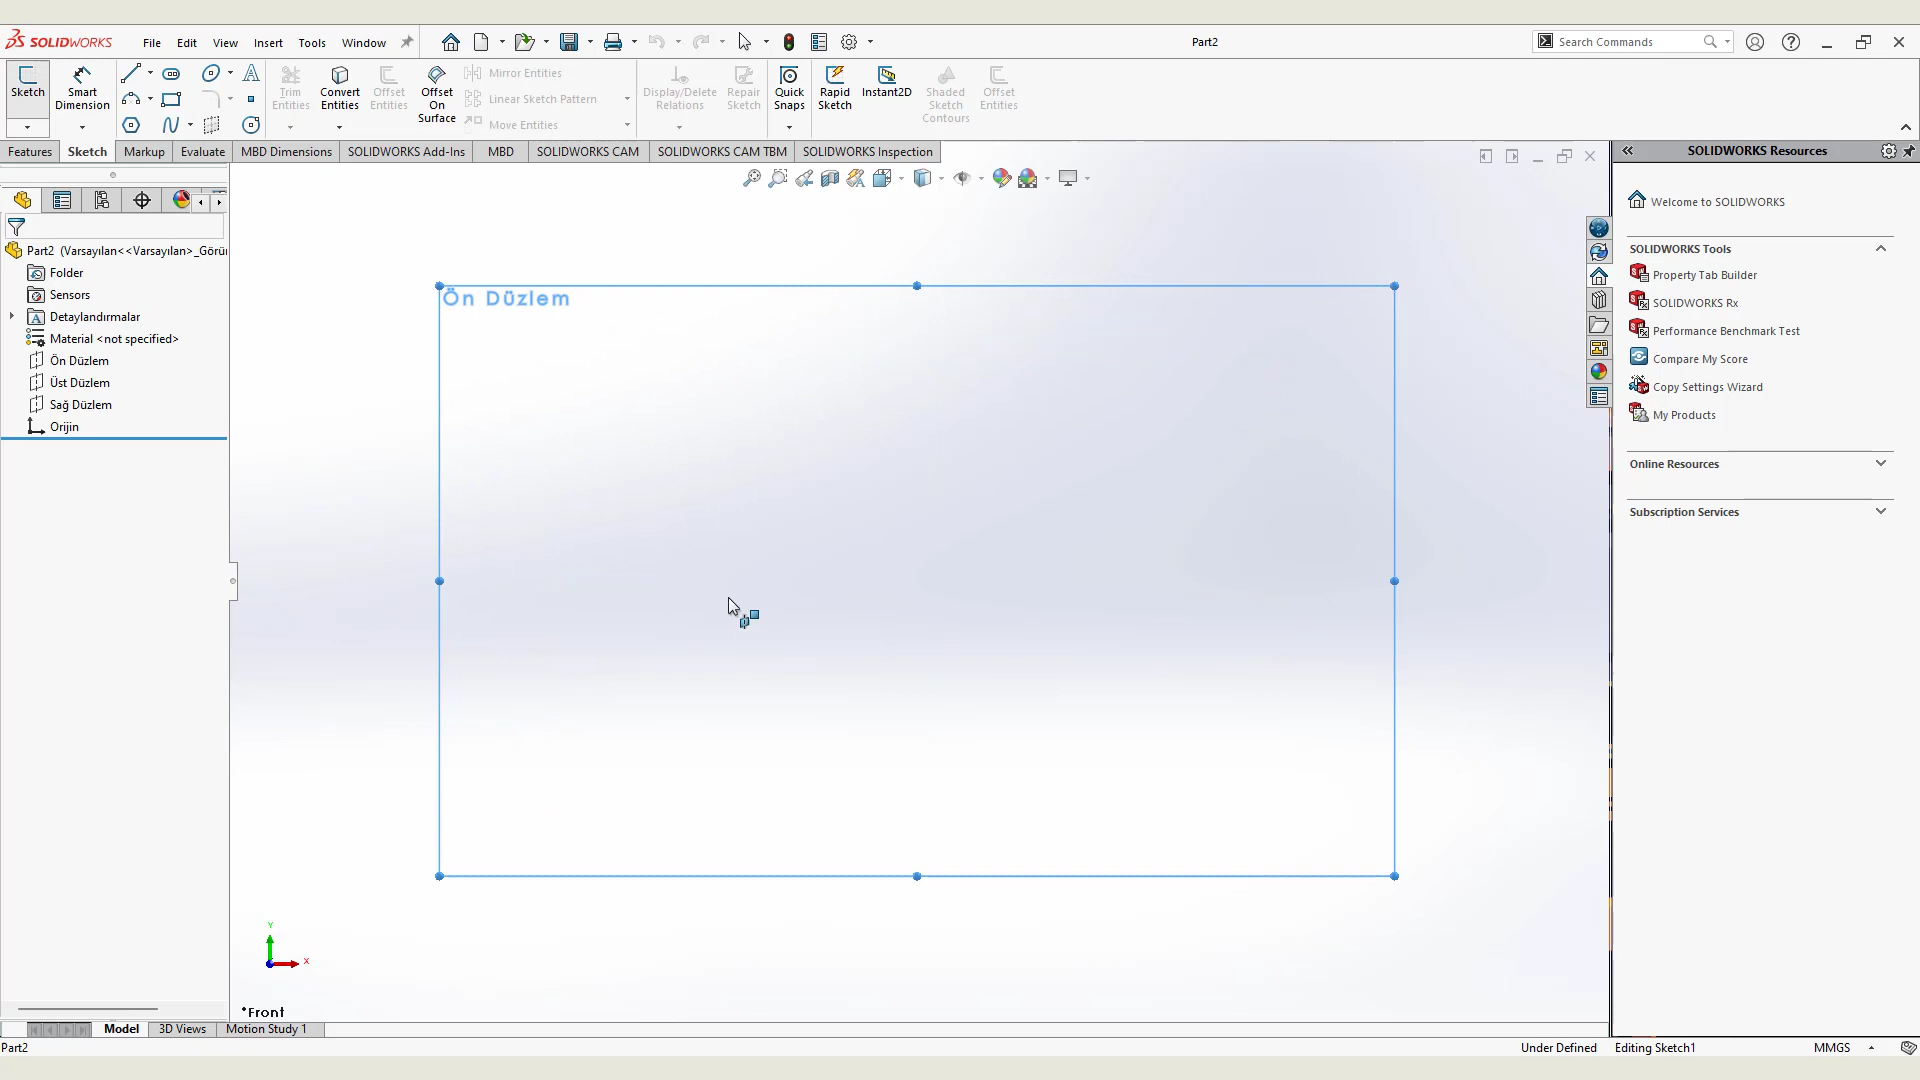 SOLIDWORKS
File Edit View Insert Tools Window
Part2
Search Commands
Sketch
Smart Dimension
Trim Entities
Convert Entities
Offset Entities
Offset On Surface
Mirror Entities
Linear Sketch Pattern
Move Entities
Display/Delete Relations
Repair Sketch
Quick Snaps
Rapid Sketch
Instant2D
Shaded Sketch Contours
Offset Entities
Features Sketch Markup Evaluate MBD Dimensions SOLIDWORKS Add-Ins MBD SOLIDWORKS CAM SOLIDWORKS CAM TBM SOLIDWORKS Inspection
Part2 (Varsayılan<<Varsayılan>_Görü
Folder
Sensors
Detaylandırmalar
Material <not specified>
Ön Düzlem
Üst Düzlem
Sağ Düzlem
Orijin
Ön Düzlem
Y
X
*Front
SOLIDWORKS Resources
Welcome to SOLIDWORKS
SOLIDWORKS Tools
Property Tab Builder
SOLIDWORKS Rx
Performance Benchmark Test
Compare My Score
Copy Settings Wizard
My Products
Online Resources
Subscription Services
Model 3D Views Motion Study 1
Part2
Under Defined Editing Sketch1 MMGS